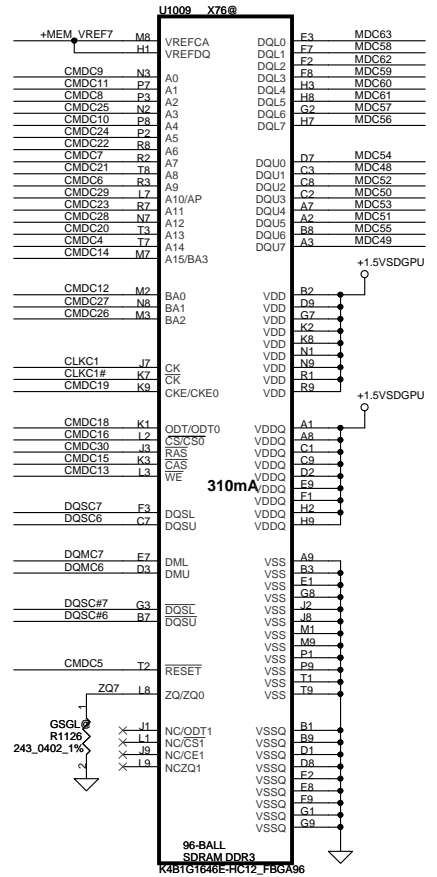 U1009 X76@
+MEM_VREF7 M8 VREFCA
H1 VREFDQ
CMDC9 N3 A0
CMDC11 P7 A1
CMDC8 P3 A2
CMDC25 N2 A3
CMDC10 P8 A4
CMDC24 P2 A5
CMDC22 R8 A6
CMDC7 R2 A7
CMDC21 T8 A8
CMDC6 R3 A9
CMDC29 L7 A10/AP
CMDC23 R7 A11
CMDC28 N7 A12
CMDC20 T3 A13
CMDC4 T7 A14
CMDC14 M7 A15/BA3
CMDC12 M2 BA0
CMDC27 N8 BA1
CMDC26 M3 BA2
CLKC1 J7 CK
CLKC1# K7 CK
CMDC19 K9 CKE/CKE0
CMDC18 K1 ODT/ODT0
CMDC16 L2 CS/CS0
CMDC30 J3 RAS
CMDC15 K3 CAS
CMDC13 L3 WE
DQSC7 F3 DQSL
DQSC6 C7 DQSU
DQMC7 E7 DML
DQMC6 D3 DMU
DQSC#7 G3 DQSL
DQSC#6 B7 DQSU
CMDC5 T2 RESET
ZQ7 L8 ZQ/ZQ0
1
GSGL@
R1126
243_0402_1%
2
J1 NC/ODT1
L1 NC/CS1
J9 NC/CE1
L9 NCZQ1
310mA
DQL0 E3 MDC63
DQL1 F7 MDC58
DQL2 F2 MDC62
DQL3 F8 MDC59
DQL4 H3 MDC60
DQL5 H8 MDC61
DQL6 G2 MDC57
DQL7 H7 MDC56
DQU0 D7 MDC54
DQU1 C3 MDC48
DQU2 C8 MDC52
DQU3 C2 MDC50
DQU4 A7 MDC53
DQU5 A2 MDC51
DQU6 B8 MDC55
DQU7 A3 MDC49
+1.5VSDGPU
VDD B2
VDD D9
VDD G7
VDD K2
VDD K8
VDD N1
VDD N9
VDD R1
VDD R9
+1.5VSDGPU
VDDQ A1
VDDQ A8
VDDQ C1
VDDQ C9
VDDQ D2
VDDQ E9
VDDQ F1
VDDQ H2
VDDQ H9
VSS A9
VSS B3
VSS E1
VSS G8
VSS J2
VSS J8
VSS M1
VSS M9
VSS P1
VSS P9
VSS T1
VSS T9
VSSQ B1
VSSQ B9
VSSQ D1
VSSQ D8
VSSQ E2
VSSQ E8
VSSQ F9
VSSQ G1
VSSQ G9
96-BALL
SDRAM DDR3
K4B1G1646E-HC12_FBGA96